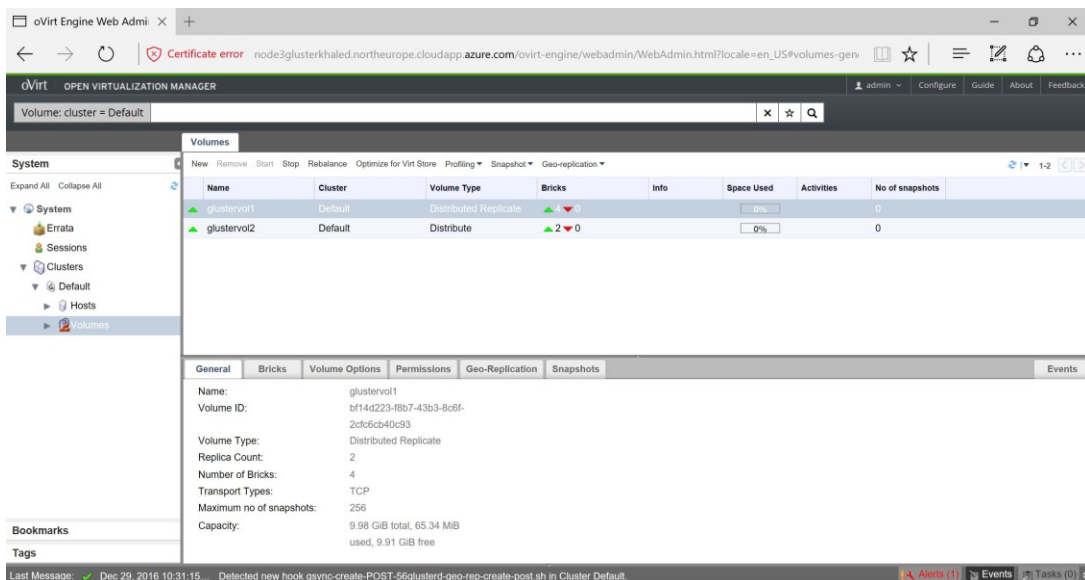 oVirt Engine Web Admi
Certificate error node3glusterkhaled.northeurope.cloudapp.azure.com/ovirt-engine/webadmin/WebAdmin.html?locale=en_US#volumes-gen
oVirt OPEN VIRTUALIZATION MANAGER admin Configure Guide About Feedback
Volume: cluster = Default
Volumes
System New Remove Start Stop Rebalance Optimize for Virt Store Profiling Snapshot Geo-replication 1-2
Expand All Collapse All Name Cluster Volume Type Bricks Info Space Used Activities No of snapshots
System glustervol1 Default Distributed Replicate 4 0 0% 0
Errata glustervol2 Default Distribute 2 0 0% 0
Sessions
Clusters
Default
Hosts
Volumes
General Bricks Volume Options Permissions Geo-Replication Snapshots Events
Name: glustervol1
Volume ID: bf14d223-f8b7-43b3-8c6f-
2cfc6cb40c93
Volume Type: Distributed Replicate
Replica Count: 2
Number of Bricks: 4
Transport Types: TCP
Maximum no of snapshots: 256
Capacity: 9.98 GiB total, 65.34 MiB
used, 9.91 GiB free
Bookmarks
Tags
Last Message: Dec 29, 2016 10:31:15... Detected new hook gsync-create-POST-56glusterd-geo-rep-create-post.sh in Cluster Default. Alerts (1) Events Tasks (0)